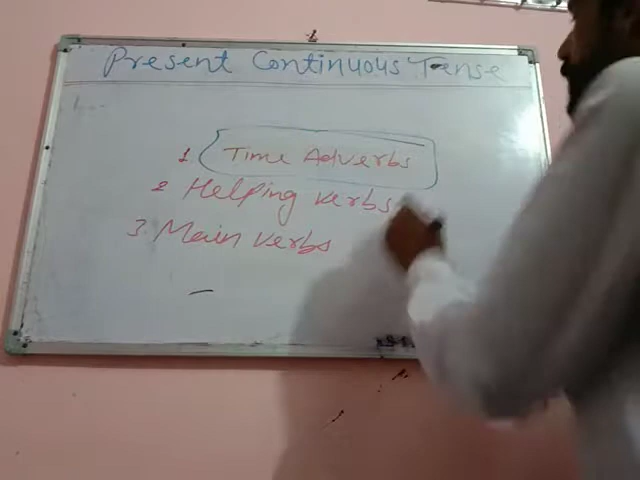 Present Continuous Tense
1 Time Adverbs
2 Helping verbs
3 Main verbs